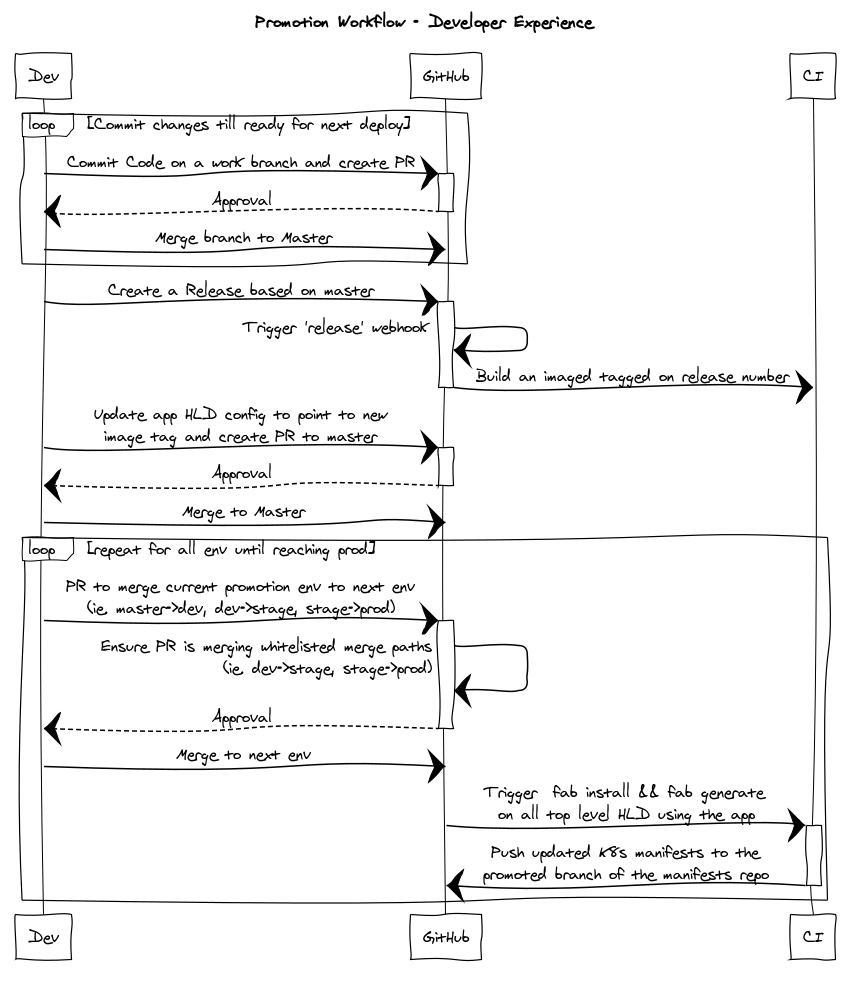 Promotion Workflow - Developer Experience
Dev
GitHub
CI
loop
[Commit changes till ready for next deploy]
Commit Code on a work branch and create PR
Approval
Merge branch to Master
Create a Release based on master
Trigger 'release' webhook
Build an imaged tagged on release number
Update app HLD config to point to new
image tag and create PR to master
Approval
Merge to Master
loop
[repeat for all env until reaching prod]
PR to merge current promotion env to next env
(ie, master->dev, dev->stage, stage->prod)
Ensure PR is merging whitelisted merge paths
(ie, dev->stage, stage->prod)
Approval
Merge to next env
Trigger fab install && fab generate
on all top level HLD using the app
Push updated K8s manifests to the
promoted branch of the manifests repo
Dev
GitHub
CI